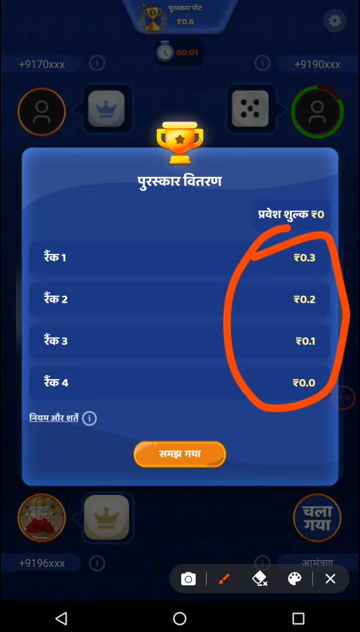 पुरस्कार पोट
₹0.6
00:01
+9170xxx
+9190xxx
पुरस्कार वितरण
प्रवेश शुल्क ₹0
रैंक 1 ₹0.3
रैंक 2 ₹0.2
रैंक 3 ₹0.1
रैंक 4 ₹0.0
नियम और शर्तें
समझ गया
चला
गया
+9196xxx
आमंत्रण